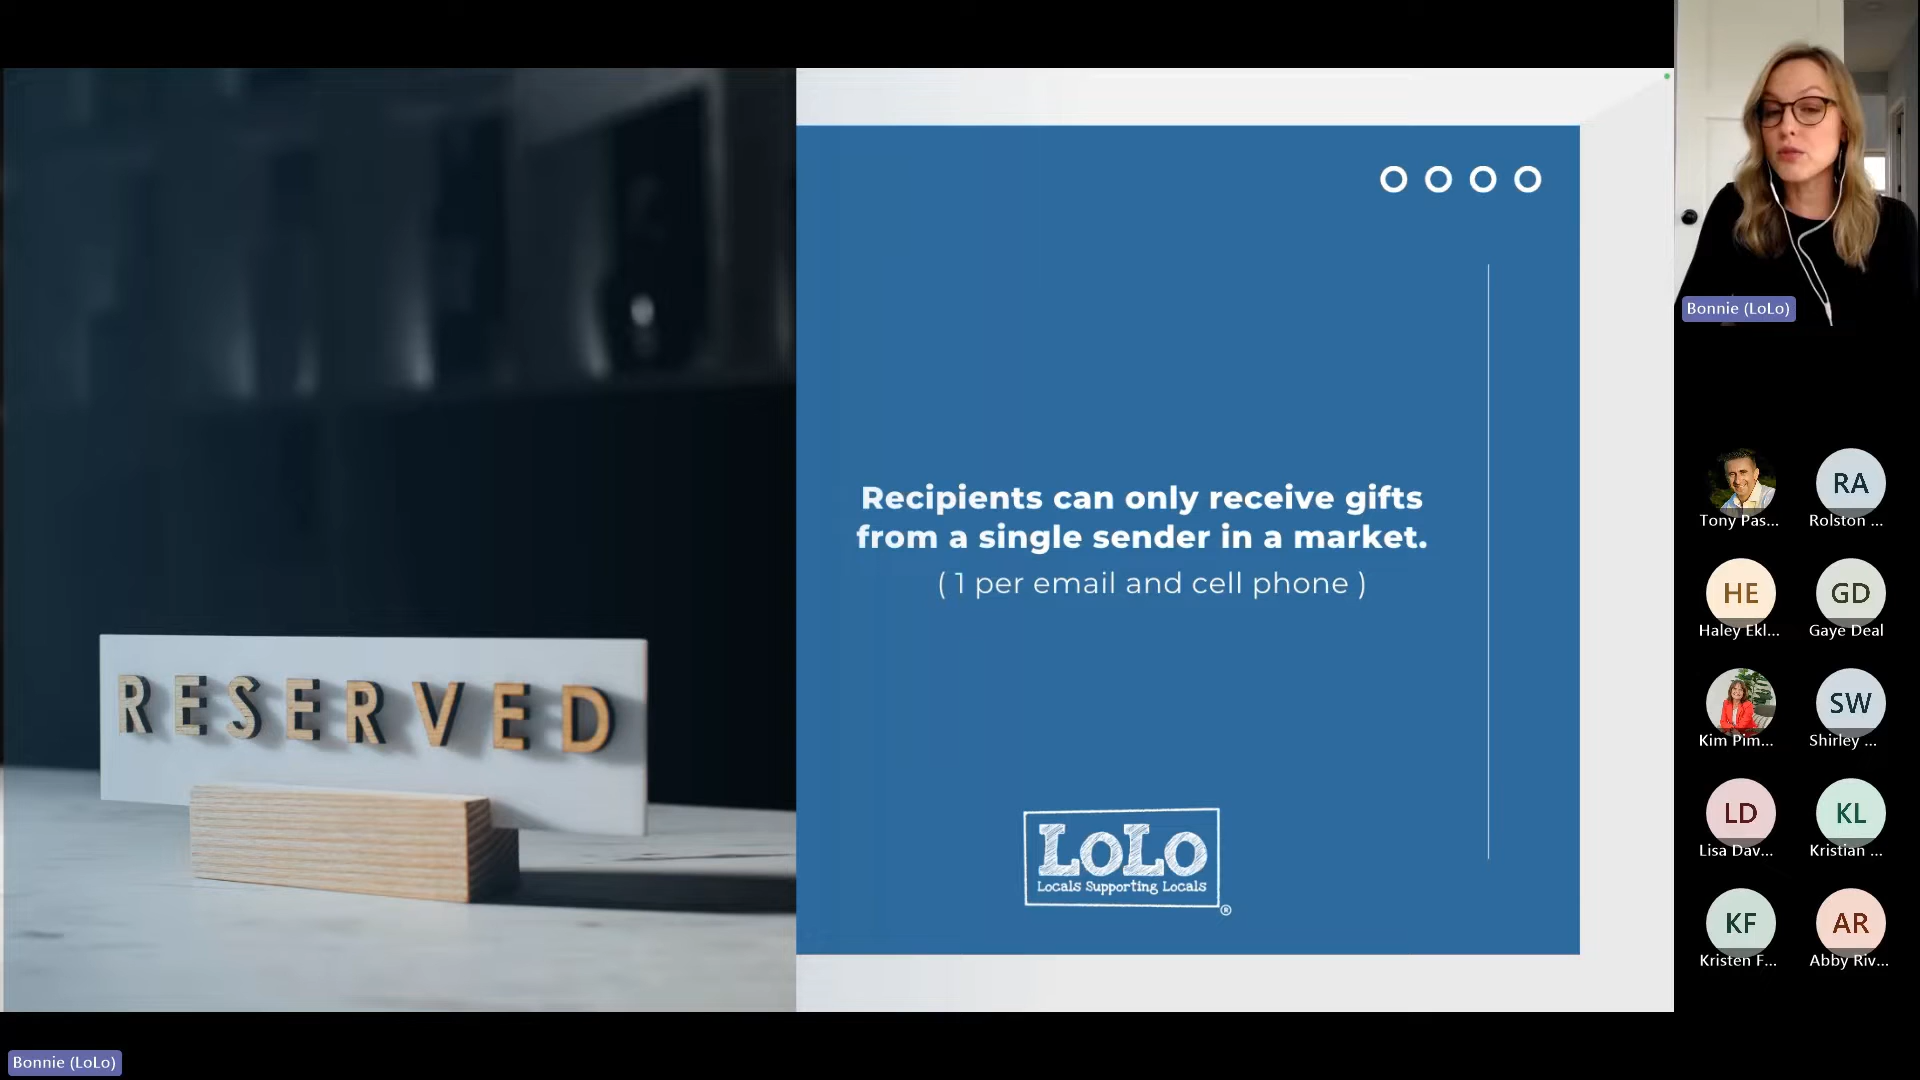 RESERVED
Recipients can only receive gifts
from a single sender in a market.
( 1 per email and cell phone )
LoLo
Locals Supporting Locals
®
Bonnie (LoLo)
Tony Pas...
Rolston ...
RA
HE
Haley Ekl...
GD
Gaye Deal
Kim Pim...
SW
Shirley ...
LD
Lisa Dav...
KL
Kristian ...
KF
Kristen F...
AR
Abby Riv...
Bonnie (LoLo)